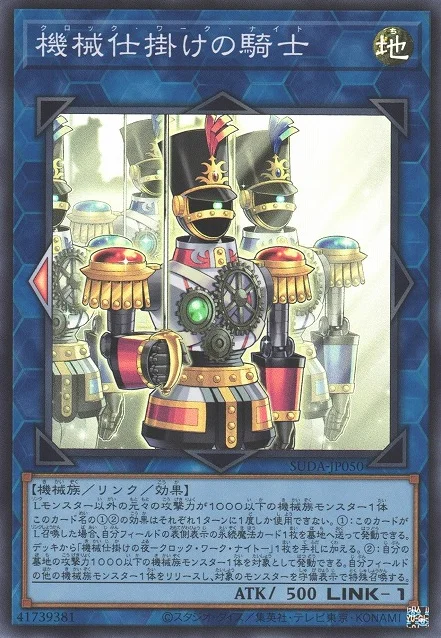 クロック・ワーク・ナイト
機械仕掛けの騎士
ち
地
SUDA-JP050
【機械族/リンク/効果】
Lモンスター以外の元々の攻撃力が1000以下の機械族モンスター1体
このカード名の①②の効果はそれぞれ1ターンに1度しか使用できない。①:このカードが
L召喚した場合、自分フィールドの表側表示の永続魔法カード1枚を墓地へ送って発動できる。
デッキから「機械仕掛けの夜-クロック・ワーク・ナイト-」1枚を手札に加える。②:自分の
墓地の攻撃力1000以下の機械族モンスター1体を対象として発動できる。自分フィールド
の他の機械族モンスター1体をリリースし、対象のモンスターを守備表示で特殊召喚する。
ATK/ 500 LINK-1
41739381
©スタジオ・ダイス/集英社・テレビ東京・KONAMI